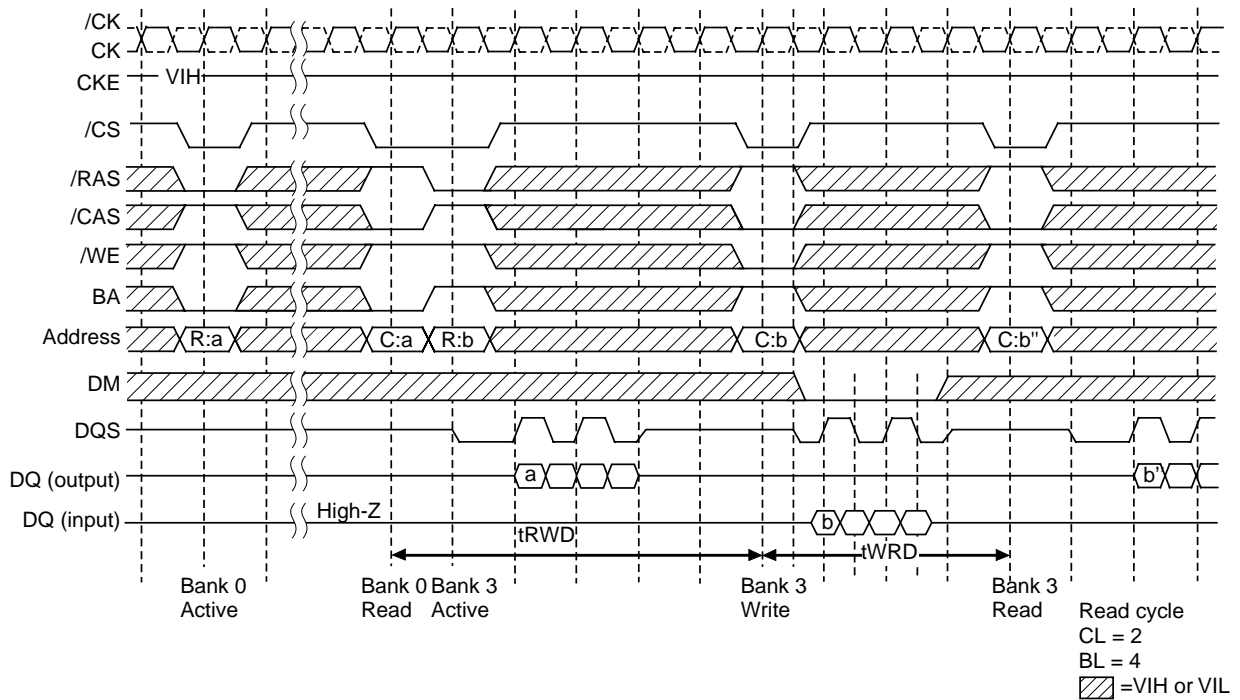 /CK
CK
CKE VIH
/CS
/RAS
/CAS
/WE
BA
Address R:a C:a R:b C:b C:b"
DM
DQS
DQ (output) a b'
DQ (input) High-Z b
tRWD tWRD
Bank 0 Active
Bank 0 Read
Bank 3 Active
Bank 3 Write
Bank 3 Read
Read cycle
CL = 2
BL = 4
=VIH or VIL